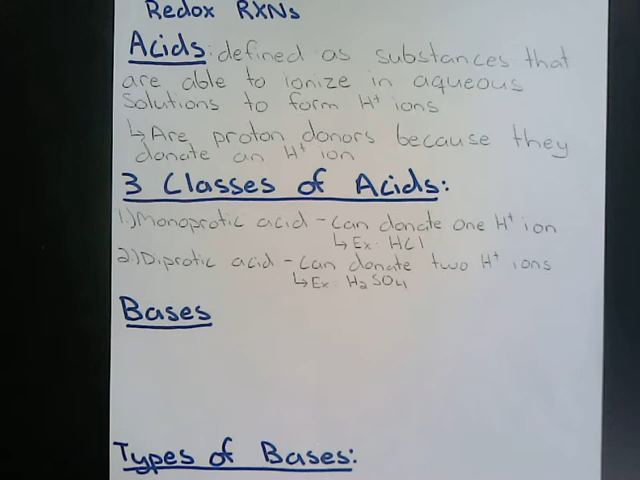 Redox RXNs
Acids: defined as substances that
are able to ionize in aqueous
solutions to form H⁺ ions
↳ Are proton donors because they
donate an H⁺ ion
3 Classes of Acids:
1.) Monoprotic acid - Can donate one H⁺ ion
↳ Ex: HCl
2.) Diprotic acid - Can donate two H⁺ ions
↳ Ex: H₂SO₄
Bases
Types of Bases: